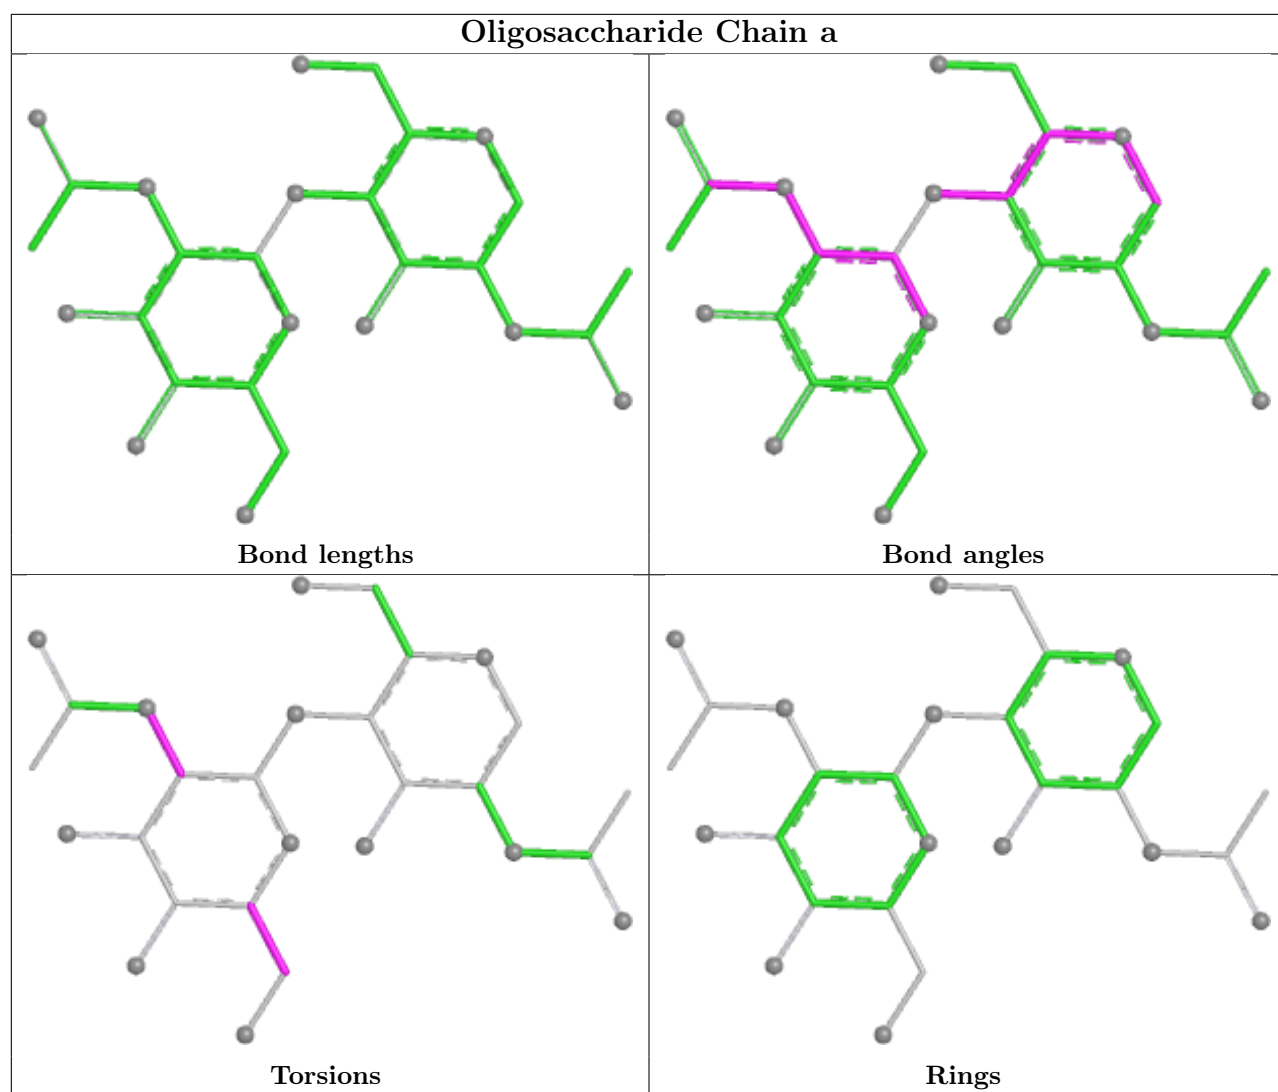 Oligosaccharide Chain a
Bond lengths
Bond angles
Torsions
Rings